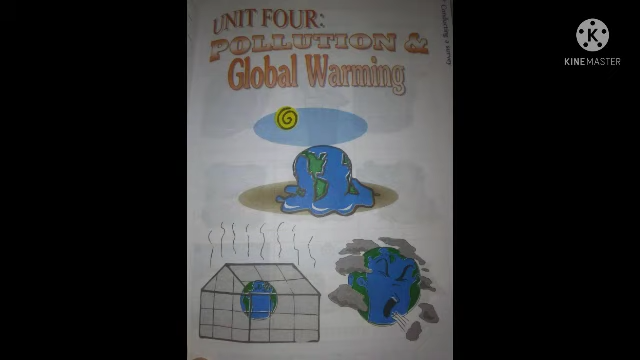 UNIT FOUR:
POLLUTION &
Global Warming
K
KINEMASTER